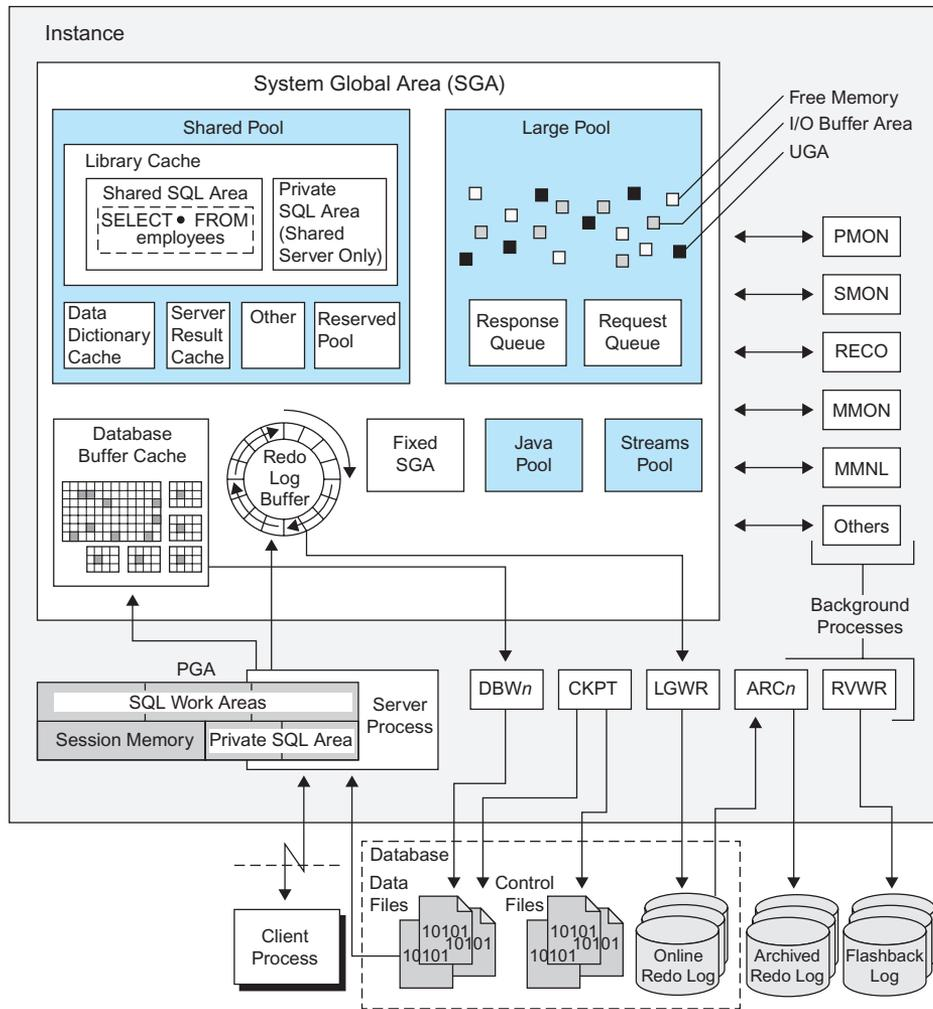 Instance
System Global Area (SGA)
Shared Pool
Library Cache
Shared SQL Area
SELECT • FROM
employees
Private
SQL Area
(Shared
Server Only)
Data
Dictionary
Cache
Server
Result
Cache
Other
Reserved
Pool
Large Pool
Response
Queue
Request
Queue
Free Memory
I/O Buffer Area
UGA
PMON
SMON
RECO
MMON
MMNL
Others
Background
Processes
Database
Buffer Cache
Redo
Log
Buffer
Fixed
SGA
Java
Pool
Streams
Pool
PGA
SQL Work Areas
Session Memory
Private SQL Area
Server
Process
DBWn
CKPT
LGWR
ARCn
RVWR
Client
Process
Database
Data
Files
10101
10101
10101
Control
Files
10101
10101
10101
Online
Redo Log
Archived
Redo Log
Flashback
Log